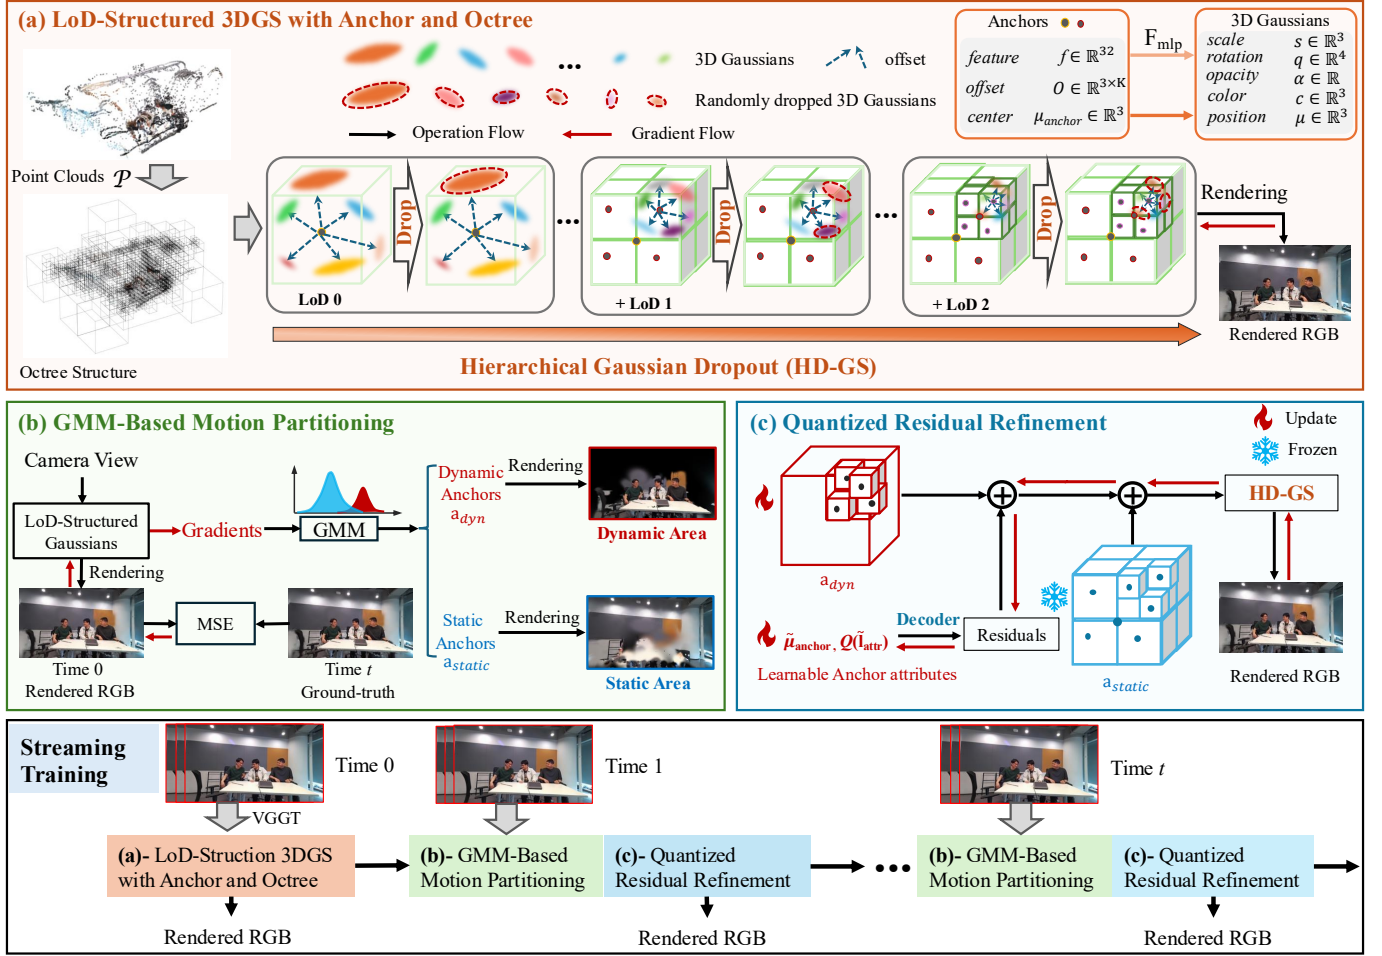 (a) LoD-Structured 3DGS with Anchor and Octree
Point Clouds 𝒫
Octree Structure
...
3D Gaussians
offset
Randomly dropped 3D Gaussians
Operation Flow
Gradient Flow
Anchors
feature f ∈ ℝ³²
offset O ∈ ℝ³ˣᴷ
center μ_anchor ∈ ℝ³
F_mlp
3D Gaussians
scale s ∈ ℝ³
rotation q ∈ ℝ⁴
opacity α ∈ ℝ
color c ∈ ℝ³
position μ ∈ ℝ³
Drop
LoD 0
...
Drop
+ LoD 1
...
Drop
+ LoD 2
Rendering
Rendered RGB
Hierarchical Gaussian Dropout (HD-GS)
(b) GMM-Based Motion Partitioning
Camera View
LoD-Structured
Gaussians
Gradients
GMM
Rendering
MSE
Time 0
Rendered RGB
Time t
Ground-truth
Dynamic
Anchors
a_dyn
Rendering
Dynamic Area
Static
Anchors
a_static
Rendering
Static Area
(c) Quantized Residual Refinement
Update
Frozen
a_dyn
HD-GS
Decoder
μ̃_anchor, Q(l̃_attr)
Residuals
Learnable Anchor attributes
a_static
Rendered RGB
Streaming
Training
Time 0
VGGT
Time 1
Time t
(a)- LoD-Struction 3DGS
with Anchor and Octree
(b)- GMM-Based
Motion Partitioning
(c)- Quantized
Residual Refinement
...
(b)- GMM-Based
Motion Partitioning
(c)- Quantized
Residual Refinement
Rendered RGB
Rendered RGB
Rendered RGB